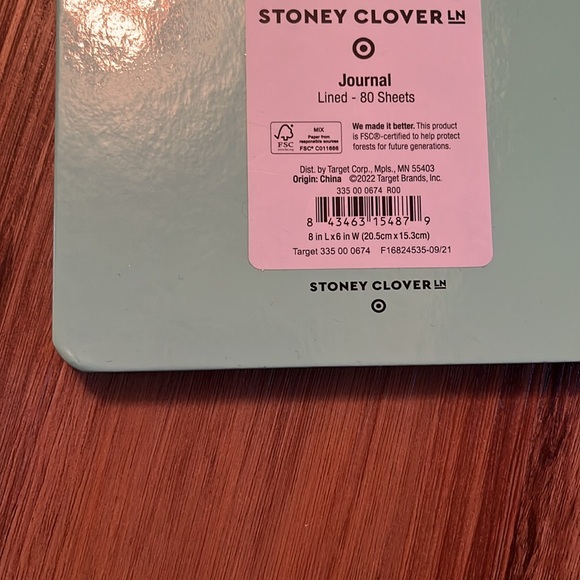 STONEY CLOVER LN
Journal
Lined - 80 Sheets
FSC
MIX
Paper from
responsible sources
FSC® C011666
We made it better. This product
is FSC®-certified to help protect
forests for future generations.
Dist. by Target Corp., Mpls., MN 55403
Origin: China ©2022 Target Brands, Inc.
335 00 0674 R00
8 43463 15487 9
8 in L x 6 in W (20.5cm x 15.3cm)
Target 335 00 0674 F16824535-09/21
STONEY CLOVER LN